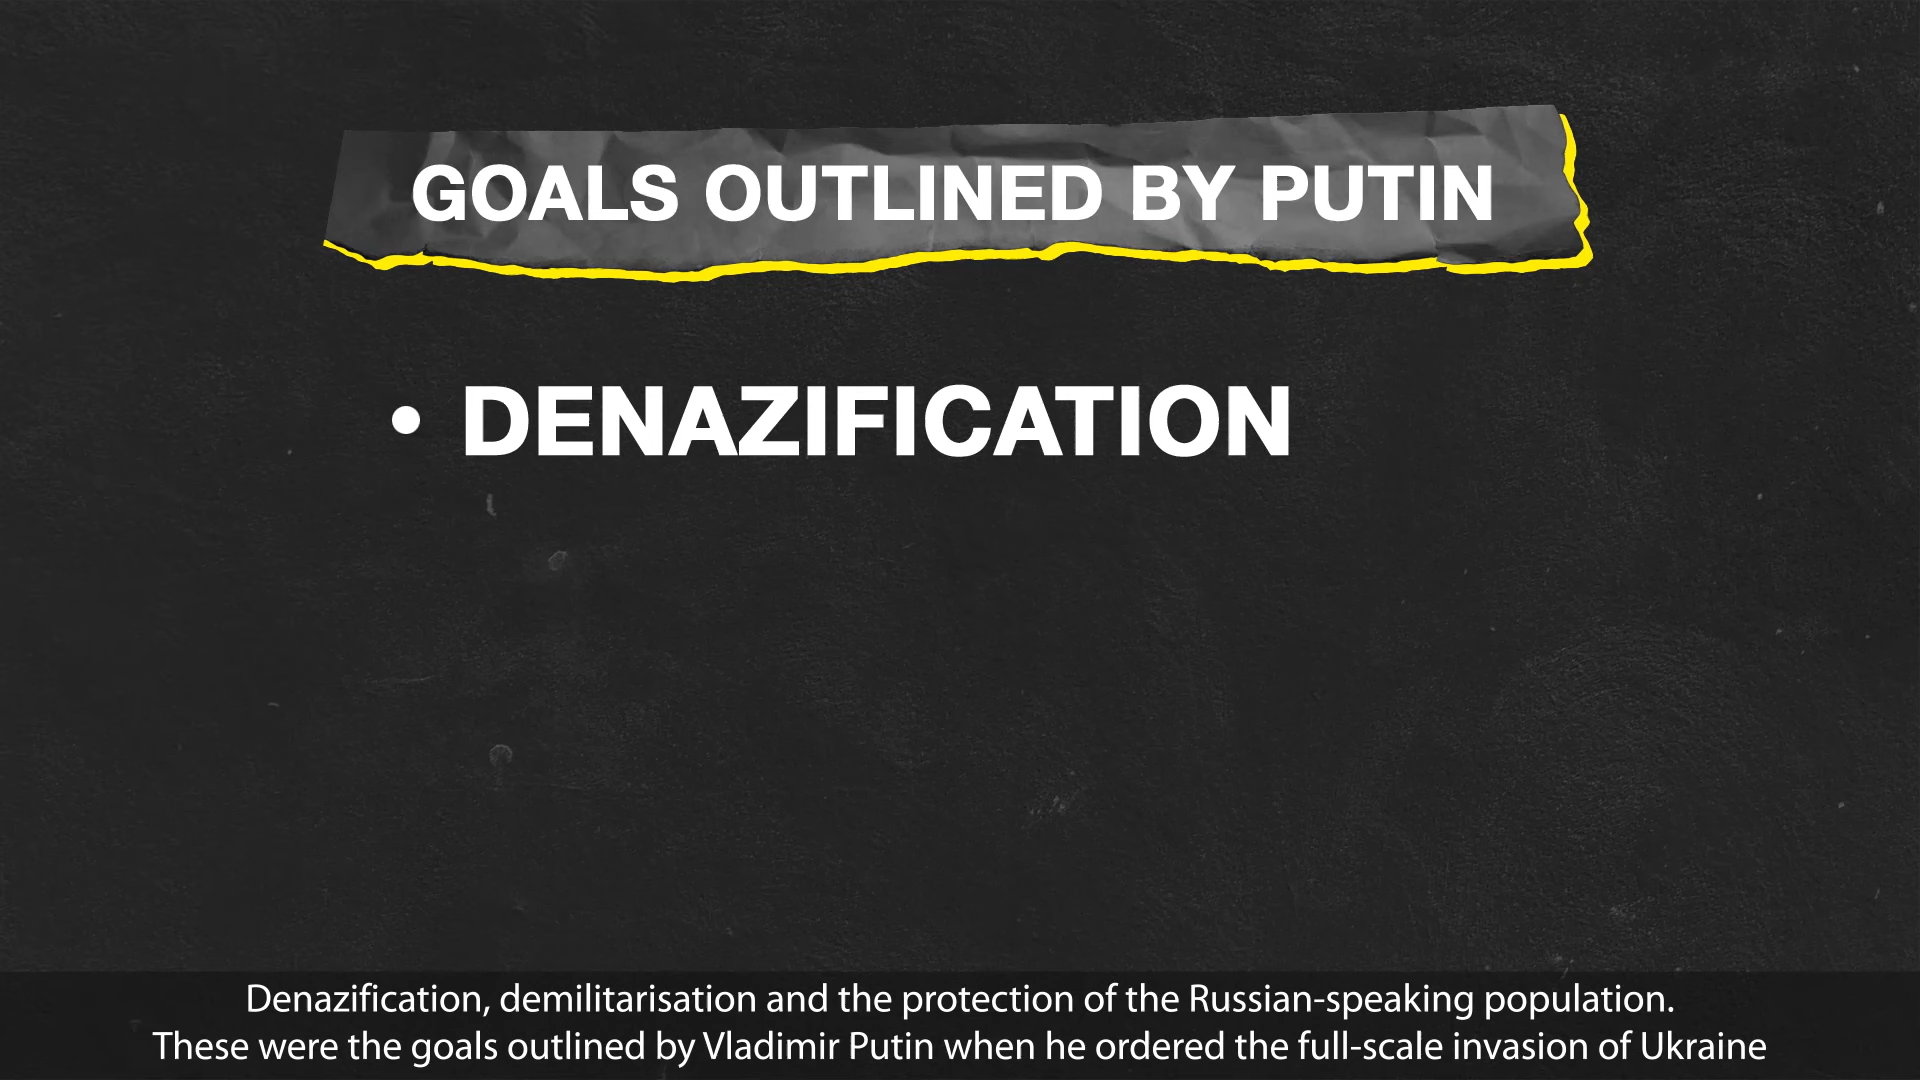 GOALS OUTLINED BY PUTIN
• DENAZIFICATION
Denazification, demilitarisation and the protection of the Russian-speaking population.
These were the goals outlined by Vladimir Putin when he ordered the full-scale invasion of Ukraine